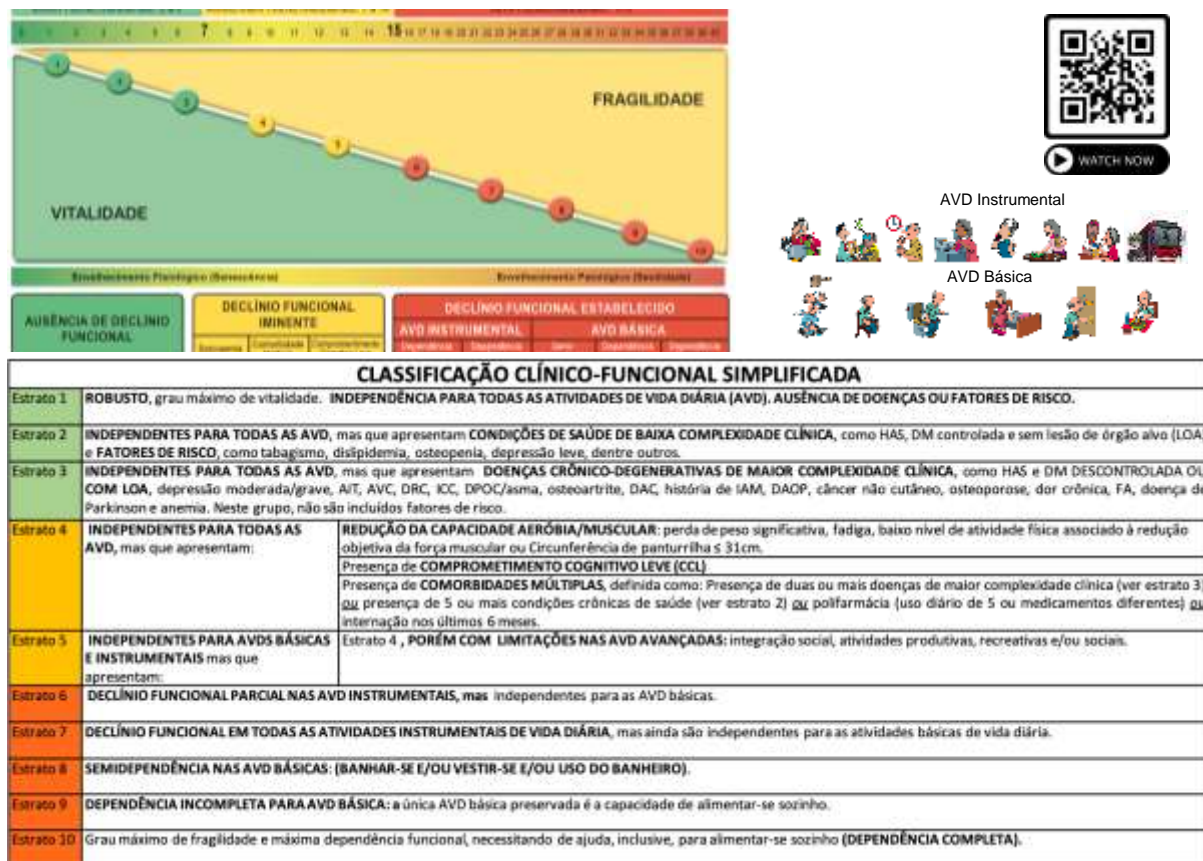 7
15
1
2
3
4
5
6
7
8
9
10
FRAGILIDADE
VITALIDADE
WATCH NOW
AVD Instrumental
AVD Básica
Envelhecimento Fisiológico (Senescência)
Envelhecimento Patológico (Senilidade)
AUSÊNCIA DE DECLÍNIO FUNCIONAL
DECLÍNIO FUNCIONAL IMINENTE
DECLÍNIO FUNCIONAL ESTABELECIDO
AVD INSTRUMENTAL
AVD BÁSICA
CLASSIFICAÇÃO CLÍNICO-FUNCIONAL SIMPLIFICADA
Estrato 1
ROBUSTO, grau máximo de vitalidade. INDEPENDÊNCIA PARA TODAS AS ATIVIDADES DE VIDA DIÁRIA (AVD). AUSÊNCIA DE DOENÇAS OU FATORES DE RISCO.
Estrato 2
INDEPENDENTES PARA TODAS AS AVD, mas que apresentam CONDIÇÕES DE SAÚDE DE BAIXA COMPLEXIDADE CLÍNICA, como HAS, DM controlada e sem lesão de órgão alvo (LOA)
e FATORES DE RISCO, como tabagismo, dislipidemia, osteopenia, depressão leve, dentre outros.
Estrato 3
INDEPENDENTES PARA TODAS AS AVD, mas que apresentam DOENÇAS CRÔNICO-DEGENERATIVAS DE MAIOR COMPLEXIDADE CLÍNICA, como HAS e DM DESCONTROLADA OU
COM LOA, depressão moderada/grave, AIT, AVC, DRC, ICC, DPOC/asma, osteoartrite, DAC, história de IAM, DAOP, câncer não cutâneo, osteoporose, dor crônica, FA, doença de
Parkinson e anemia. Neste grupo, não são incluídos fatores de risco.
Estrato 4
INDEPENDENTES PARA TODAS AS
AVD, mas que apresentam:
REDUÇÃO DA CAPACIDADE AERÓBIA/MUSCULAR: perda de peso significativa, fadiga, baixo nível de atividade física associado à redução
objetiva da força muscular ou Circunferência de panturrilha ≤ 31cm.
Presença de COMPROMETIMENTO COGNITIVO LEVE (CCL)
Presença de COMORBIDADES MÚLTIPLAS, definida como: Presença de duas ou mais doenças de maior complexidade clínica (ver estrato 3)
ou presença de 5 ou mais condições crônicas de saúde (ver estrato 2) ou polifarmácia (uso diário de 5 ou medicamentos diferentes) ou
internação nos últimos 6 meses.
Estrato 5
INDEPENDENTES PARA AVDS BÁSICAS
E INSTRUMENTAIS mas que
apresentam:
Estrato 4 , PORÉM COM LIMITAÇÕES NAS AVD AVANÇADAS: integração social, atividades produtivas, recreativas e/ou sociais.
Estrato 6
DECLÍNIO FUNCIONAL PARCIAL NAS AVD INSTRUMENTAIS, mas independentes para as AVD básicas.
Estrato 7
DECLÍNIO FUNCIONAL EM TODAS AS ATIVIDADES INSTRUMENTAIS DE VIDA DIÁRIA, mas ainda são independentes para as atividades básicas de vida diária.
Estrato 8
SEMIDEPENDÊNCIA NAS AVD BÁSICAS: (BANHAR-SE E/OU VESTIR-SE E/OU USO DO BANHEIRO).
Estrato 9
DEPENDÊNCIA INCOMPLETA PARA AVD BÁSICA: a única AVD básica preservada é a capacidade de alimentar-se sozinho.
Estrato 10
Grau máximo de fragilidade e máxima dependência funcional, necessitando de ajuda, inclusive, para alimentar-se sozinho (DEPENDÊNCIA COMPLETA).